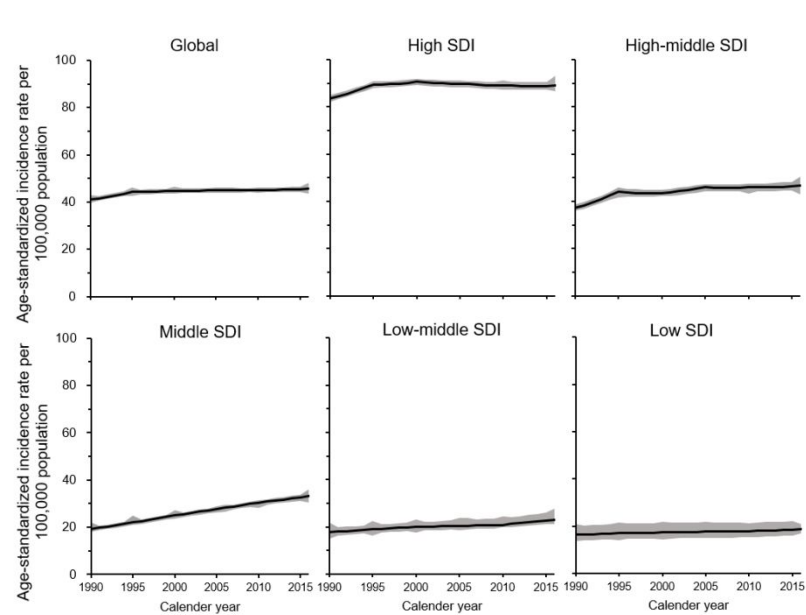 Global
High SDI
High-middle SDI
Age-standardized incidence rate per
100,000 population
100
80
60
40
20
0
Middle SDI
Low-middle SDI
Low SDI
Age-standardized incidence rate per
100,000 population
100
80
60
40
20
0
1990 1995 2000 2005 2010 2015
1990 1995 2000 2005 2010 2015
1990 1995 2000 2005 2010 2015
Calender year
Calender year
Calender year